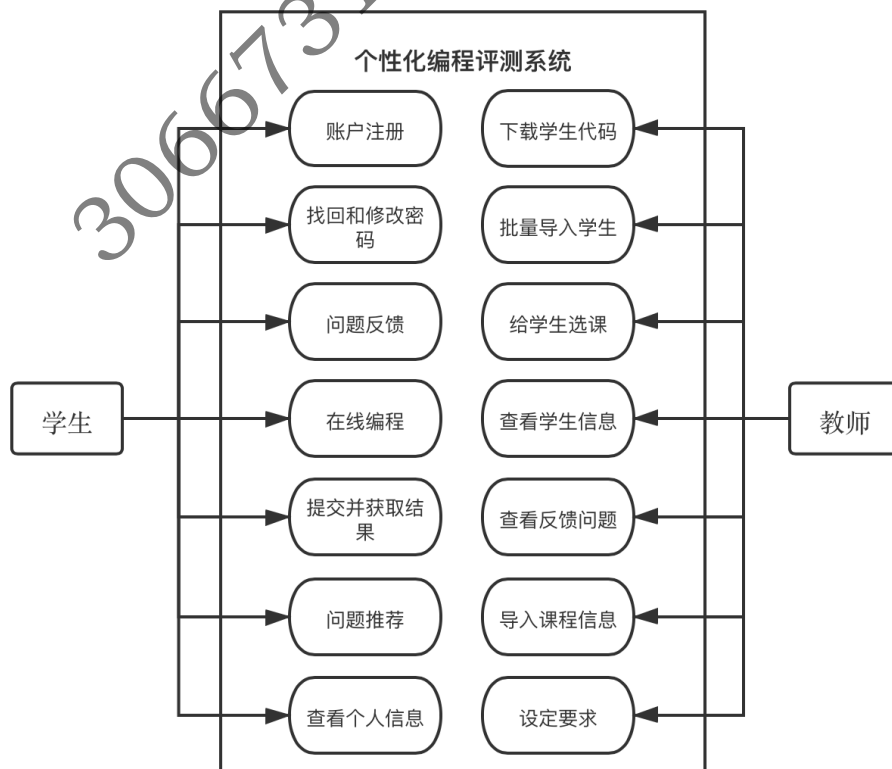 个性化编程评测系统
账户注册
下载学生代码
找回和修改密
码
批量导入学生
问题反馈
给学生选课
学生
在线编程
查看学生信息
教师
提交并获取结
果
查看反馈问题
问题推荐
导入课程信息
查看个人信息
设定要求
3066731